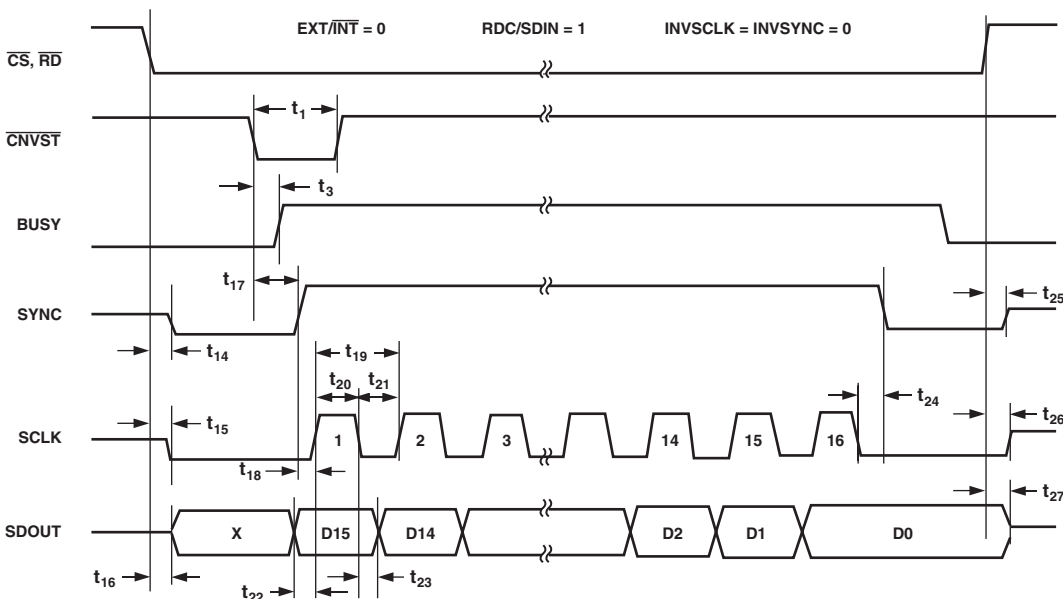 EXT/INT = 0 RDC/SDIN = 1 INVSCLK = INVSYNC = 0
CS, RD
t1
CNVST
t3
BUSY
t17
t25
SYNC
t14
t19
t20 t21
t24
t15
t26
SCLK
1 2 3 14 15 16
t18
t27
SDOUT
X D15 D14 D2 D1 D0
t16
t22
t23